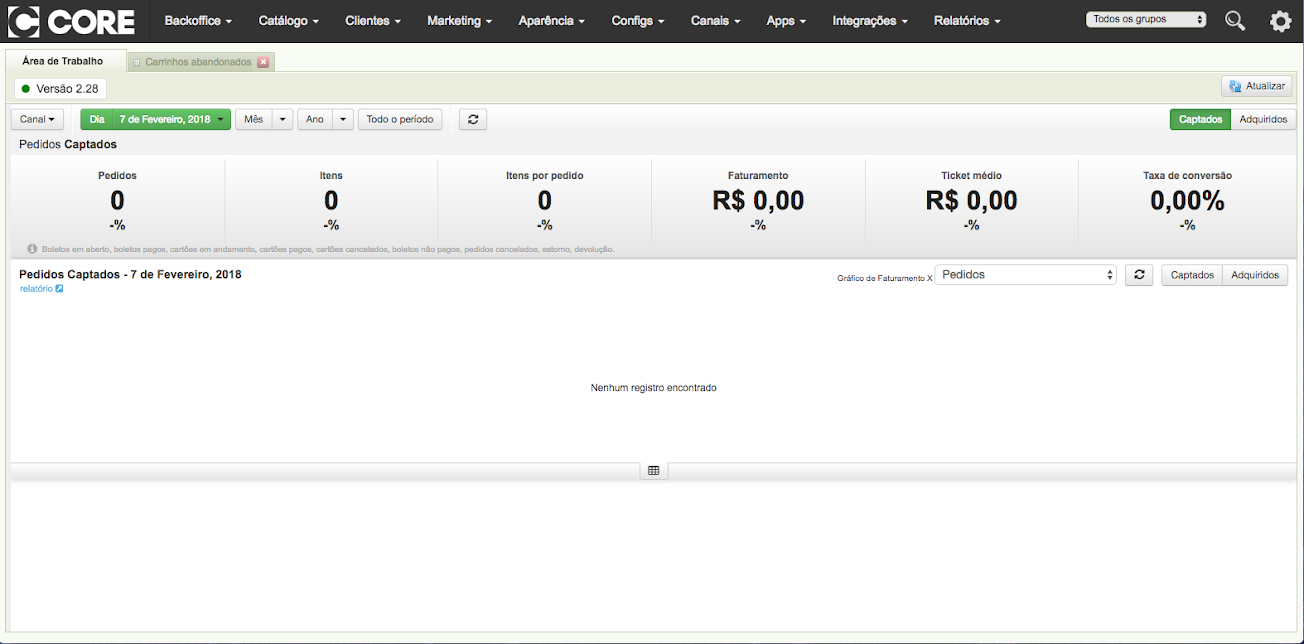 CORE Backoffice Catálogo Clientes Marketing Aparência Configs Canais Apps Integrações Relatórios Todos os grupos
Área de Trabalho Carrinhos abandonados
Versão 2.28 Atualizar
Canal Dia 7 de Fevereiro, 2018 Mês Ano Todo o período Captados Adquiridos
Pedidos Captados
Pedidos Itens Itens por pedido Faturamento Ticket médio Taxa de conversão
0 0 0 R$ 0,00 R$ 0,00 0,00%
-% -% -% -% -% -%
Boletos em aberto, boletos pagos, cartões em andamento, cartões pagos, cartões cancelados, boletos não pagos, pedidos cancelados, estorno, devolução.
Pedidos Captados - 7 de Fevereiro, 2018 Gráfico de Faturamento X Pedidos Captados Adquiridos
relatório
Nenhum registro encontrado